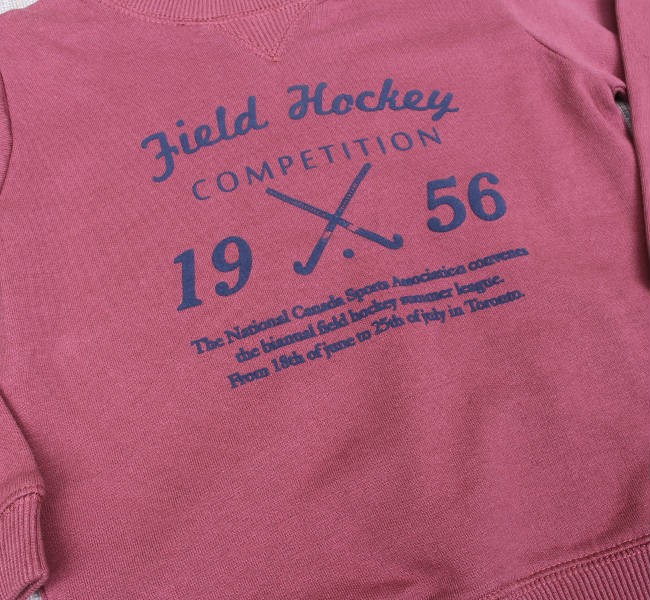 Field Hockey
COMPETITION
19 56
The National Canada Sports Association convenes
the biannual field hockey summer league.
From 18th of june to 25th of july in Toronto.